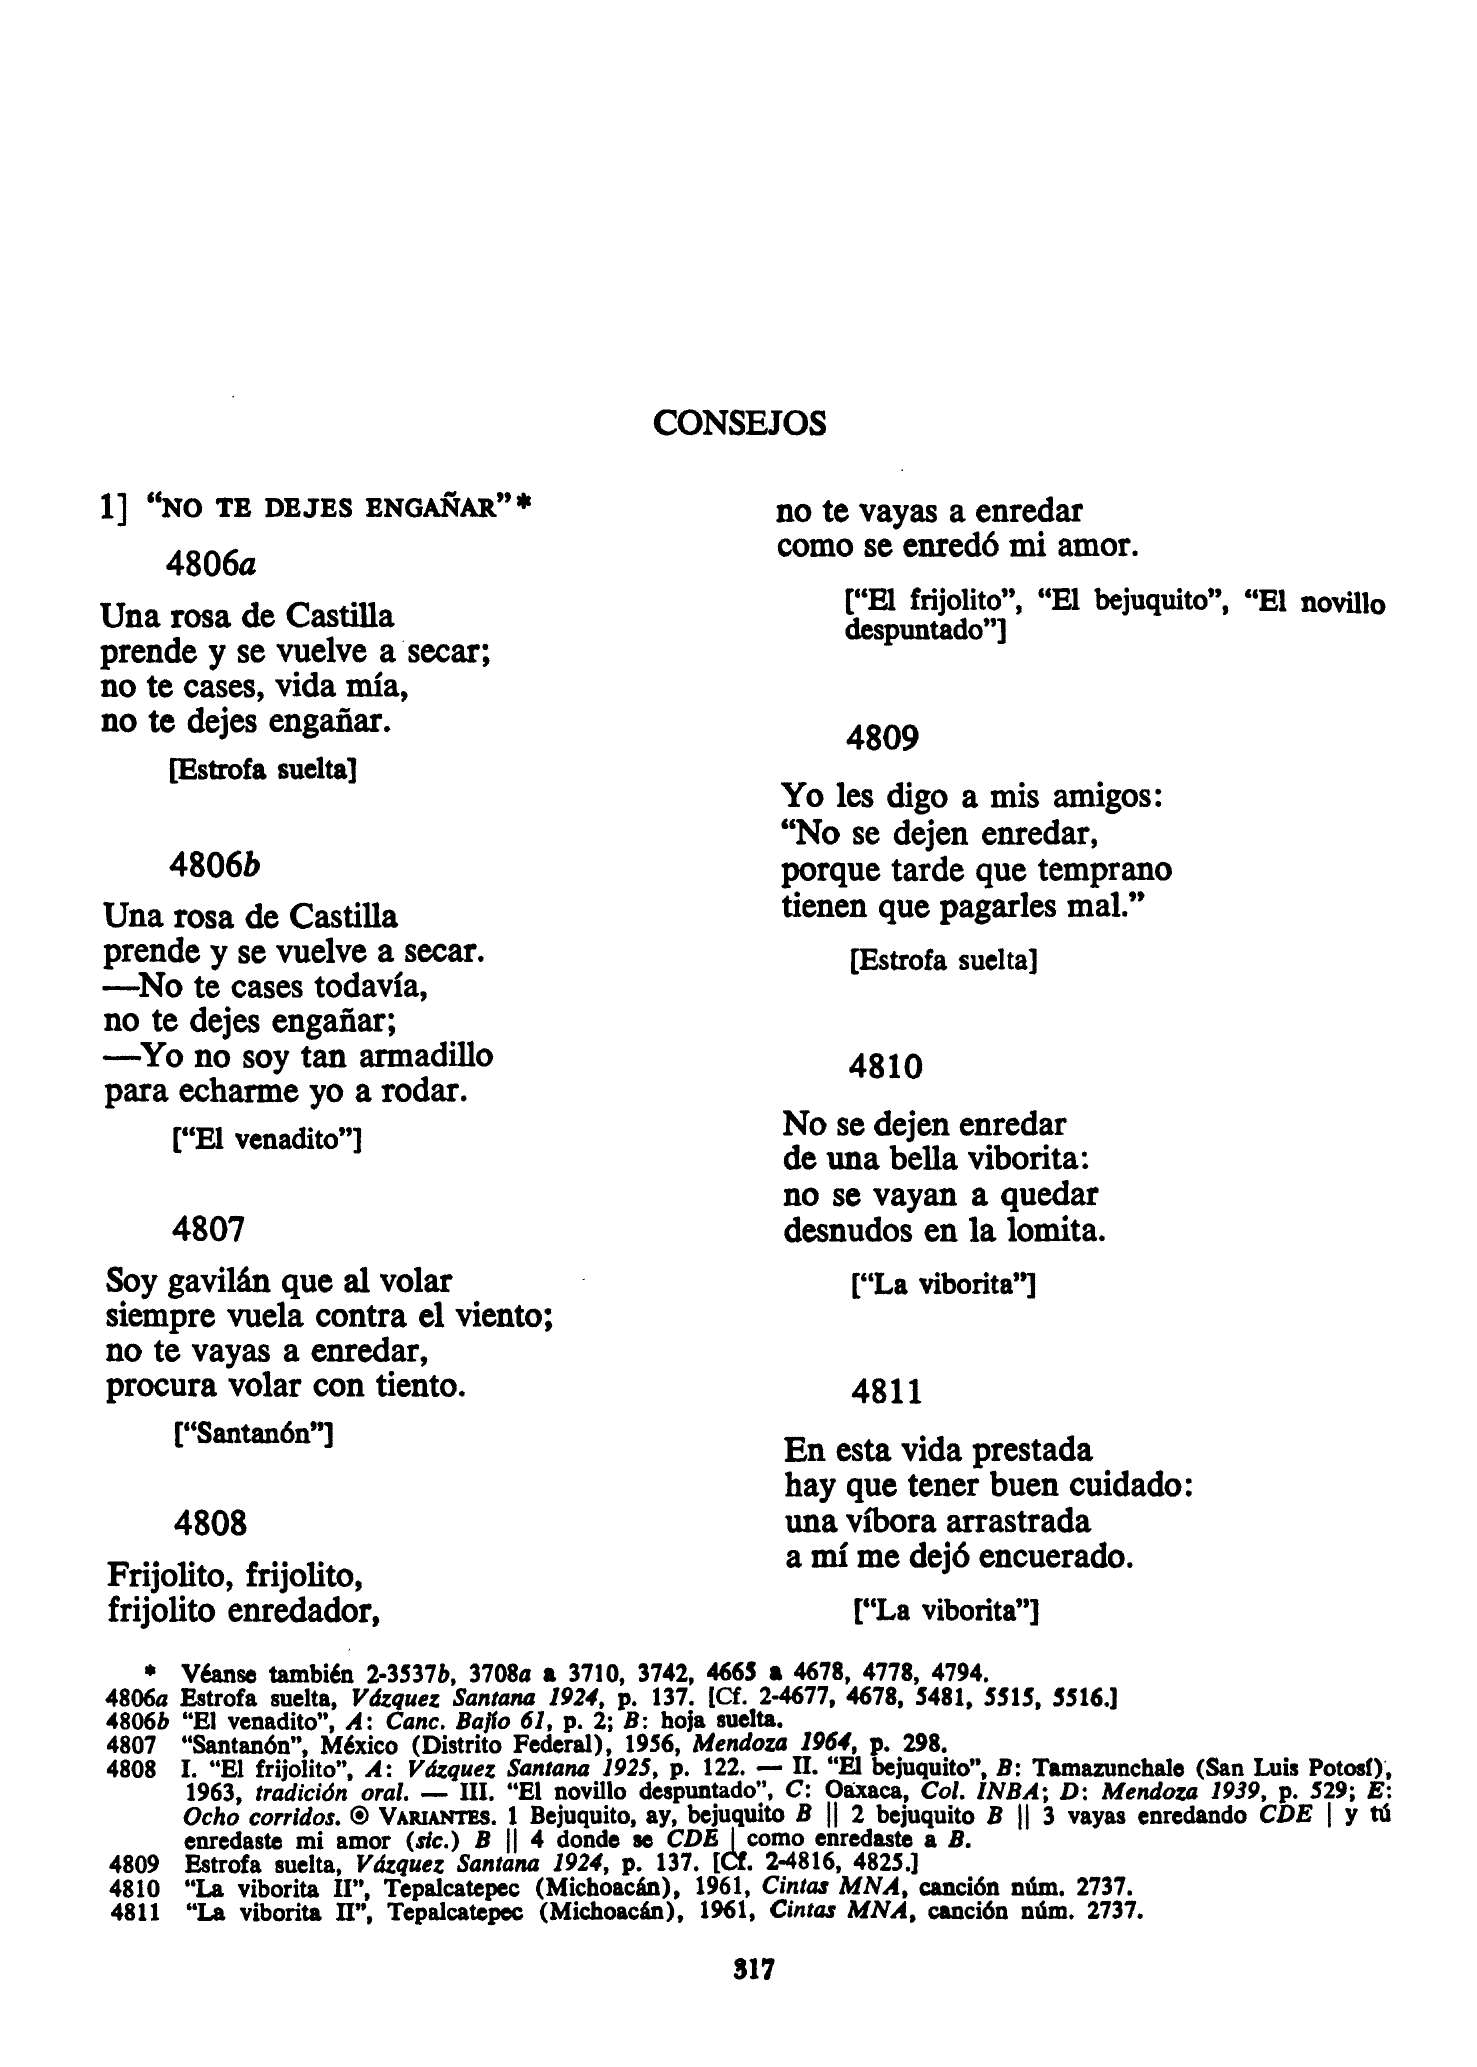 CONSEJOS
1] “NO TE DEJES ENGAÑAR”*
4806a
Una rosa de Castilla
prende y se vuelve a secar;
no te cases, vida mía,
no te dejes engañar.
[Estrofa suelta]
4806b
Una rosa de Castilla
prende y se vuelve a secar.
—No te cases todavía,
no te dejes engañar;
—Yo no soy tan armadillo
para echarme yo a rodar.
[“El venadito”]
4807
Soy gavilán que al volar
siempre vuela contra el viento;
no te vayas a enredar,
procura volar con tiento.
[“Santanón”]
4808
Frijolito, frijolito,
frijolito enredador,
no te vayas a enredar
como se enredó mi amor.
[“El frijolito”, “El bejuquito”, “El novillo
despuntado”]
4809
Yo les digo a mis amigos:
“No se dejen enredar,
porque tarde que temprano
tienen que pagarles mal.”
[Estrofa suelta]
4810
No se dejen enredar
de una bella viborita:
no se vayan a quedar
desnudos en la lomita.
[“La viborita”]
4811
En esta vida prestada
hay que tener buen cuidado:
una víbora arrastrada
a mí me dejó encuerado.
[“La viborita”]
* Véanse también 2-3537b, 3708a a 3710, 3742, 4665 a 4678, 4778, 4794.
4806a Estrofa suelta, Vázquez Santana 1924, p. 137. [Cf. 2-4677, 4678, 5481, 5515, 5516.]
4806b “El venadito”, A: Canc. Bajío 61, p. 2; B: hoja suelta.
4807 “Santanón”, México (Distrito Federal), 1956, Mendoza 1964, p. 298.
4808 I. “El frijolito”, A: Vázquez Santana 1925, p. 122. — II. “El bejuquito”, B: Tamazunchale (San Luis Potosí),
1963, tradición oral. — III. “El novillo despuntado”, C: Oaxaca, Col. INBA; D: Mendoza 1939, p. 529; E:
Ocho corridos. ⊙ VARIANTES. 1 Bejuquito, ay, bejuquito B || 2 bejuquito B || 3 vayas enredando CDE | y tú
enredaste mi amor (sic.) B || 4 donde se CDE | como enredaste a B.
4809 Estrofa suelta, Vázquez Santana 1924, p. 137. [Cf. 2-4816, 4825.]
4810 “La viborita II”, Tepalcatepec (Michoacán), 1961, Cintas MNA, canción núm. 2737.
4811 “La viborita II”, Tepalcatepec (Michoacán), 1961, Cintas MNA, canción núm. 2737.
317